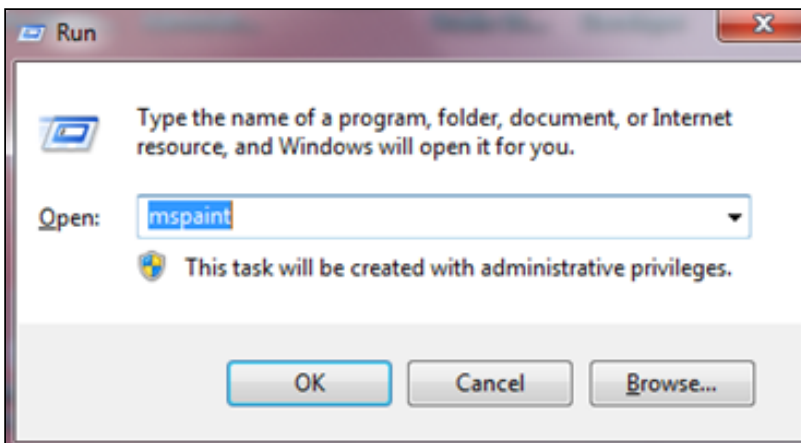 Run
Type the name of a program, folder, document, or Internet
resource, and Windows will open it for you.
Open: mspaint
This task will be created with administrative privileges.
OK Cancel Browse...